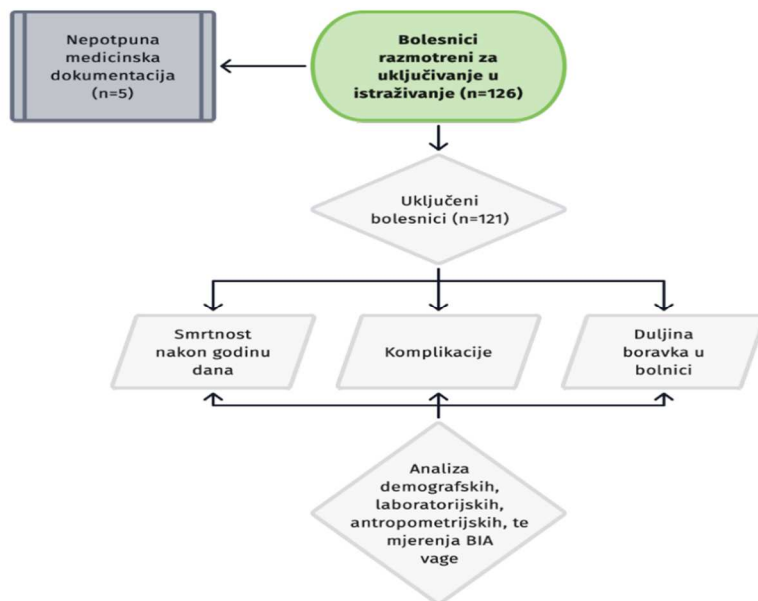 Nepotpuna
medicinska
dokumentacija
(n=5)
Bolesnici
razmotreni za
uključivanje u
istraživanje (n=126)
Uključeni
bolesnici (n=121)
Smrtnost
nakon godinu
dana
Komplikacije
Duljina
boravka u
bolnici
Analiza
demografskih,
laboratorijskih,
antropometrijskih, te
mjerenja BIA
vage